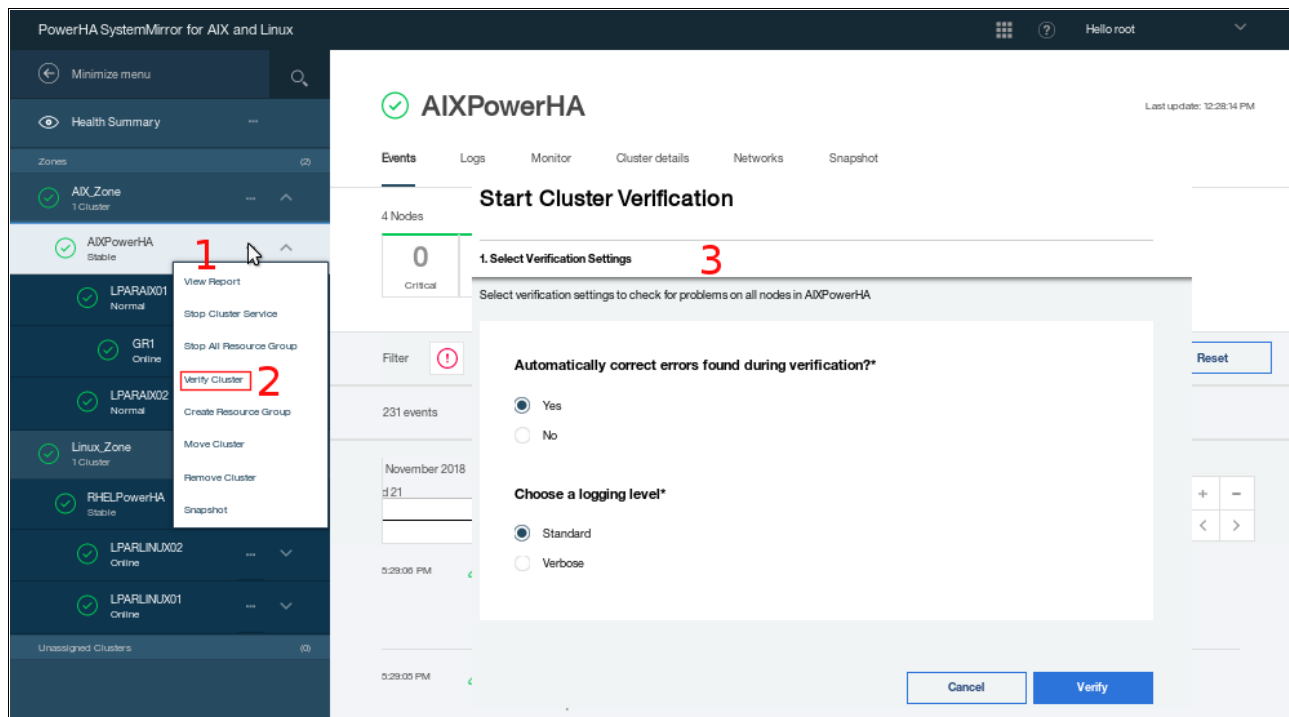 PowerHA SystemMirror for AIX and Linux
? Hello root
Minimize menu
Health Summary
Zones (2)
AIX_Zone
1 Cluster
AIXPowerHA
Stable
1
LPARAIX01
Normal
GR1
Online
LPARAIX02
Normal
Linux_Zone
1 Cluster
RHELPowerHA
Stable
LPARLINUX02
Online
LPARLINUX01
Online
Unassigned Clusters (0)
View Report
Stop Cluster Service
Stop All Resource Group
Verify Cluster 2
Create Resource Group
Move Cluster
Remove Cluster
Snapshot
AIXPowerHA
Last update: 12:28:14 PM
Events Logs Monitor Cluster details Networks Snapshot
4 Nodes
0
Critical
Filter
Reset
231 events
November 2018
d 21
5:29:06 PM
5:29:05 PM
Start Cluster Verification
1. Select Verification Settings 3
Select verification settings to check for problems on all nodes in AIXPowerHA
Automatically correct errors found during verification?*
Yes
No
Choose a logging level*
Standard
Verbose
Cancel Verify